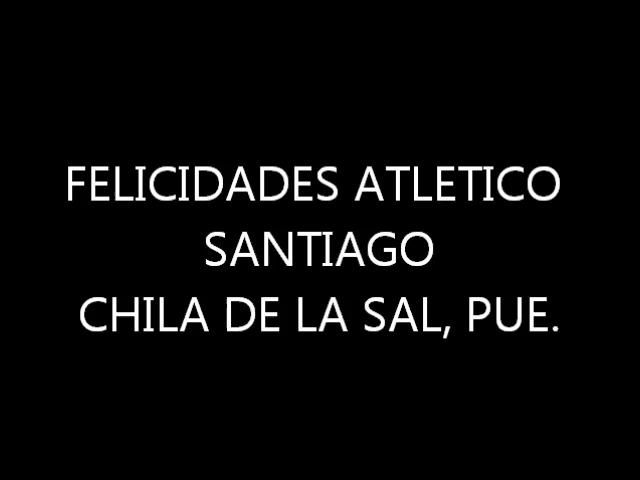 FELICIDADES ATLETICO
SANTIAGO
CHILA DE LA SAL, PUE.